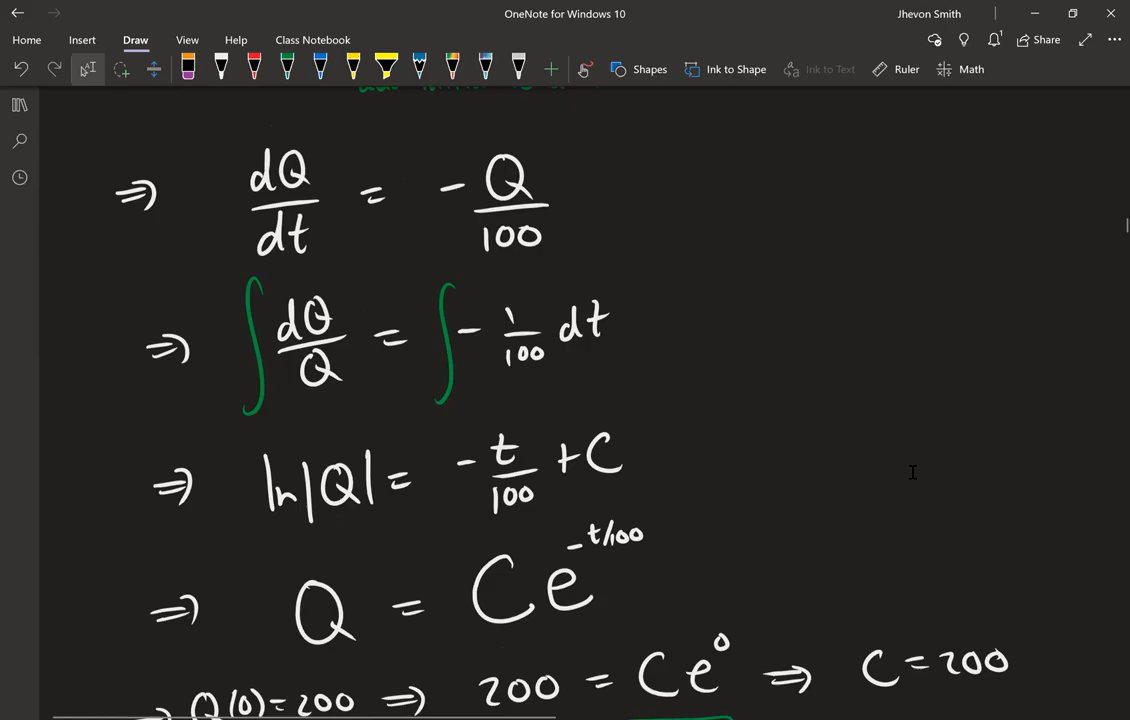 OneNote for Windows 10
Jhevon Smith
Home Insert Draw View Help Class Notebook
1 Share
Shapes Ink to Shape Ink to Text Ruler Math
⇒ dQ/dt = - Q/100
⇒ ∫ dQ/Q = ∫ - 1/100 dt
⇒ ln|Q| = - t/100 + C
⇒ Q = Ce^-t/100
⇒ Q(0) = 200 ⇒ 200 = Ce^0 ⇒ C = 200